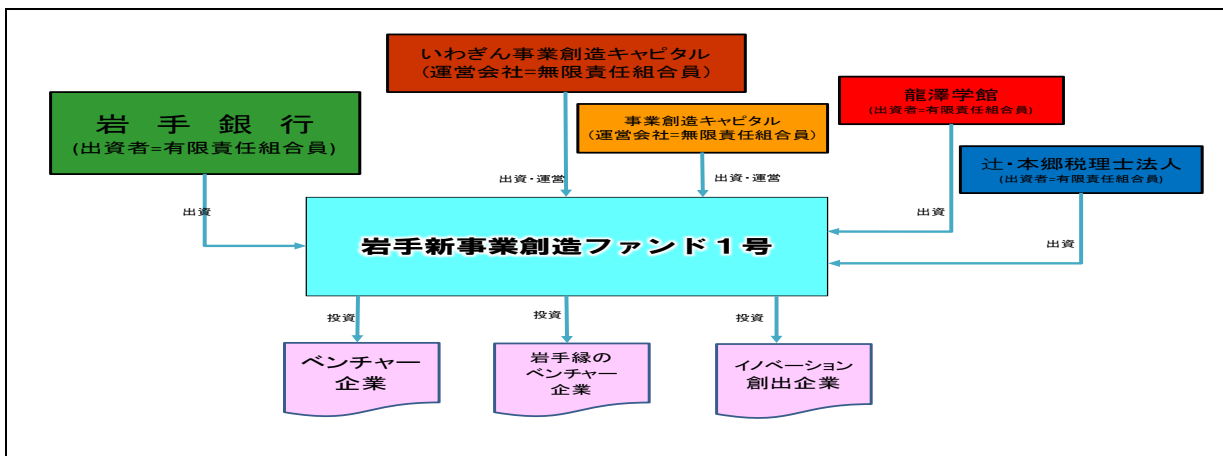 いわぎん事業創造キャピタル
(運営会社=無限責任組合員)
岩手銀行
(出資者=有限責任組合員)
事業創造キャピタル
(運営会社=無限責任組合員)
龍澤学館
(出資者=有限責任組合員)
辻・本郷税理士法人
(出資者=有限責任組合員)
出資・運営
出資・運営
出資
出資
出資
岩手新事業創造ファンド1号
投資
投資
投資
ベンチャー
企業
岩手縁の
ベンチャー
企業
イノベーション
創出企業